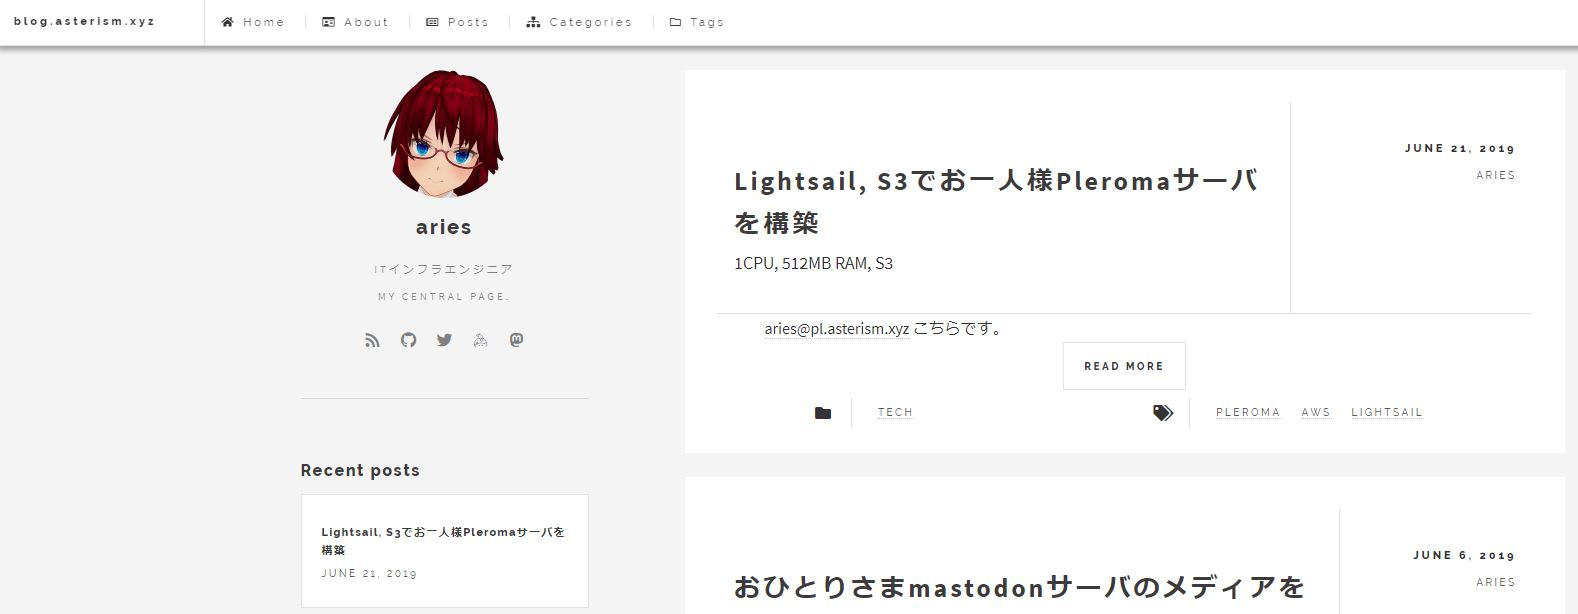 blog.asterism.xyz
Home
About
Posts
Categories
Tags
aries
ITインフラエンジニア
MY CENTRAL PAGE.
Recent posts
Lightsail, S3でお一人様Pleromaサーバを
構築
JUNE 21, 2019
Lightsail, S3でお一人様Pleromaサーバ
を構築
1CPU, 512MB RAM, S3
JUNE 21, 2019
ARIES
aries@pl.asterism.xyz こちらです。
READ MORE
TECH
PLEROMA AWS LIGHTSAIL
おひとりさまmastodonサーバのメディアを
JUNE 6, 2019
ARIES